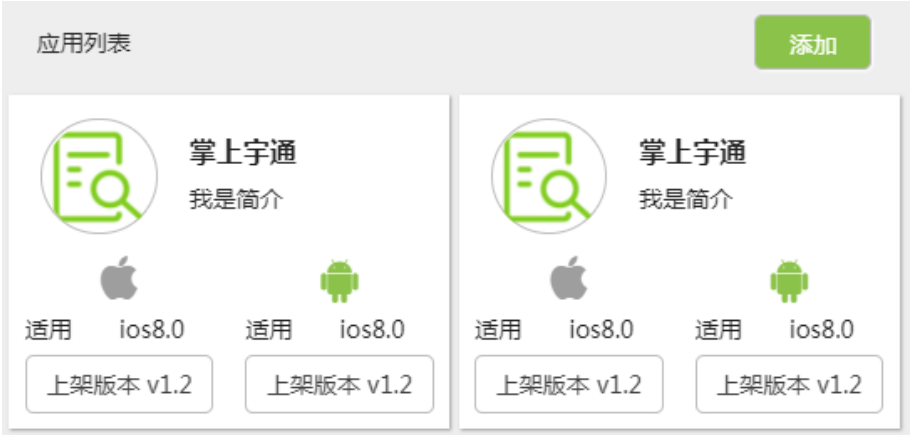 应用列表 添加
掌上宇通 掌上宇通
我是简介 我是简介
适用 ios8.0 适用 ios8.0 适用 ios8.0 适用 ios8.0
上架版本 v1.2 上架版本 v1.2 上架版本 v1.2 上架版本 v1.2